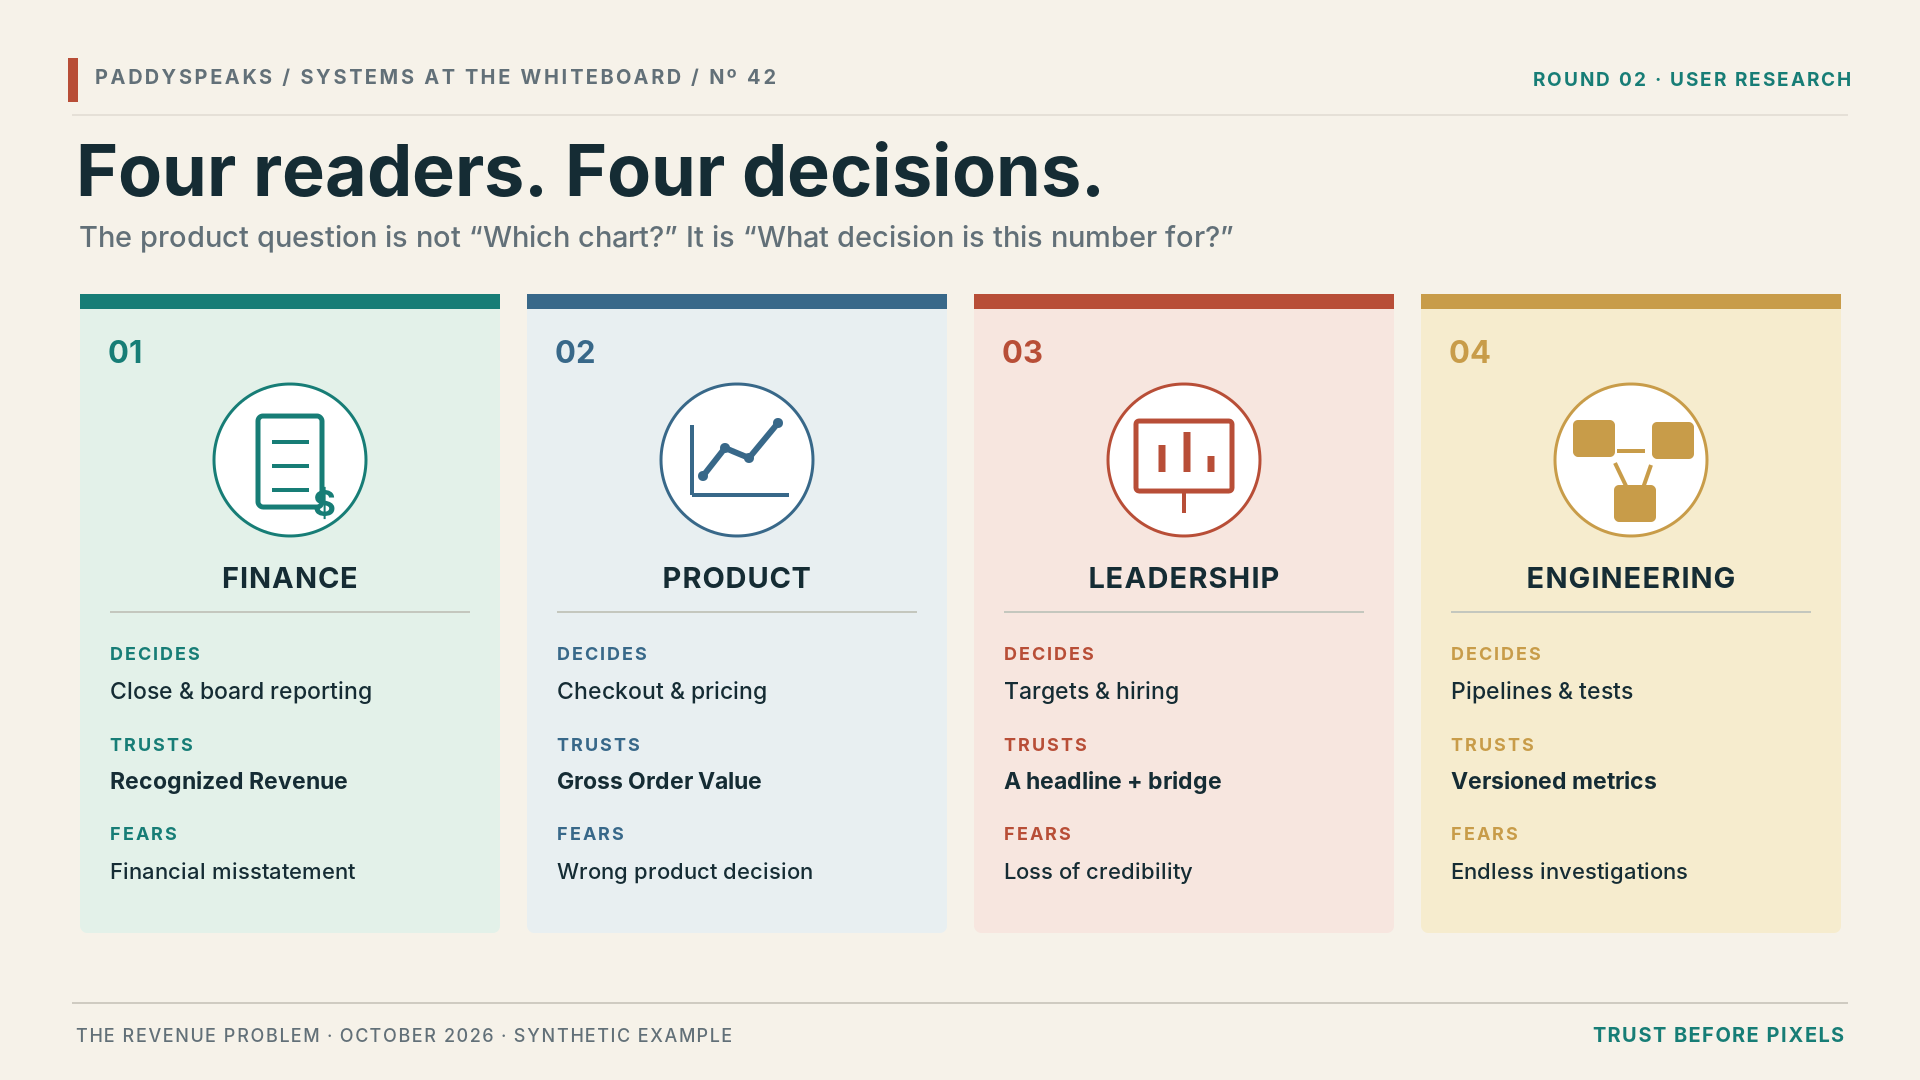 PADDYSPEAKS / SYSTEMS AT THE WHITEBOARD / Nº 42
ROUND 02 · USER RESEARCH
Four readers. Four decisions.
The product question is not “Which chart?” It is “What decision is this number for?”
01
$
FINANCE
DECIDES
Close & board reporting
TRUSTS
Recognized Revenue
FEARS
Financial misstatement
02
PRODUCT
DECIDES
Checkout & pricing
TRUSTS
Gross Order Value
FEARS
Wrong product decision
03
LEADERSHIP
DECIDES
Targets & hiring
TRUSTS
A headline + bridge
FEARS
Loss of credibility
04
ENGINEERING
DECIDES
Pipelines & tests
TRUSTS
Versioned metrics
FEARS
Endless investigations
THE REVENUE PROBLEM · OCTOBER 2026 · SYNTHETIC EXAMPLE
TRUST BEFORE PIXELS